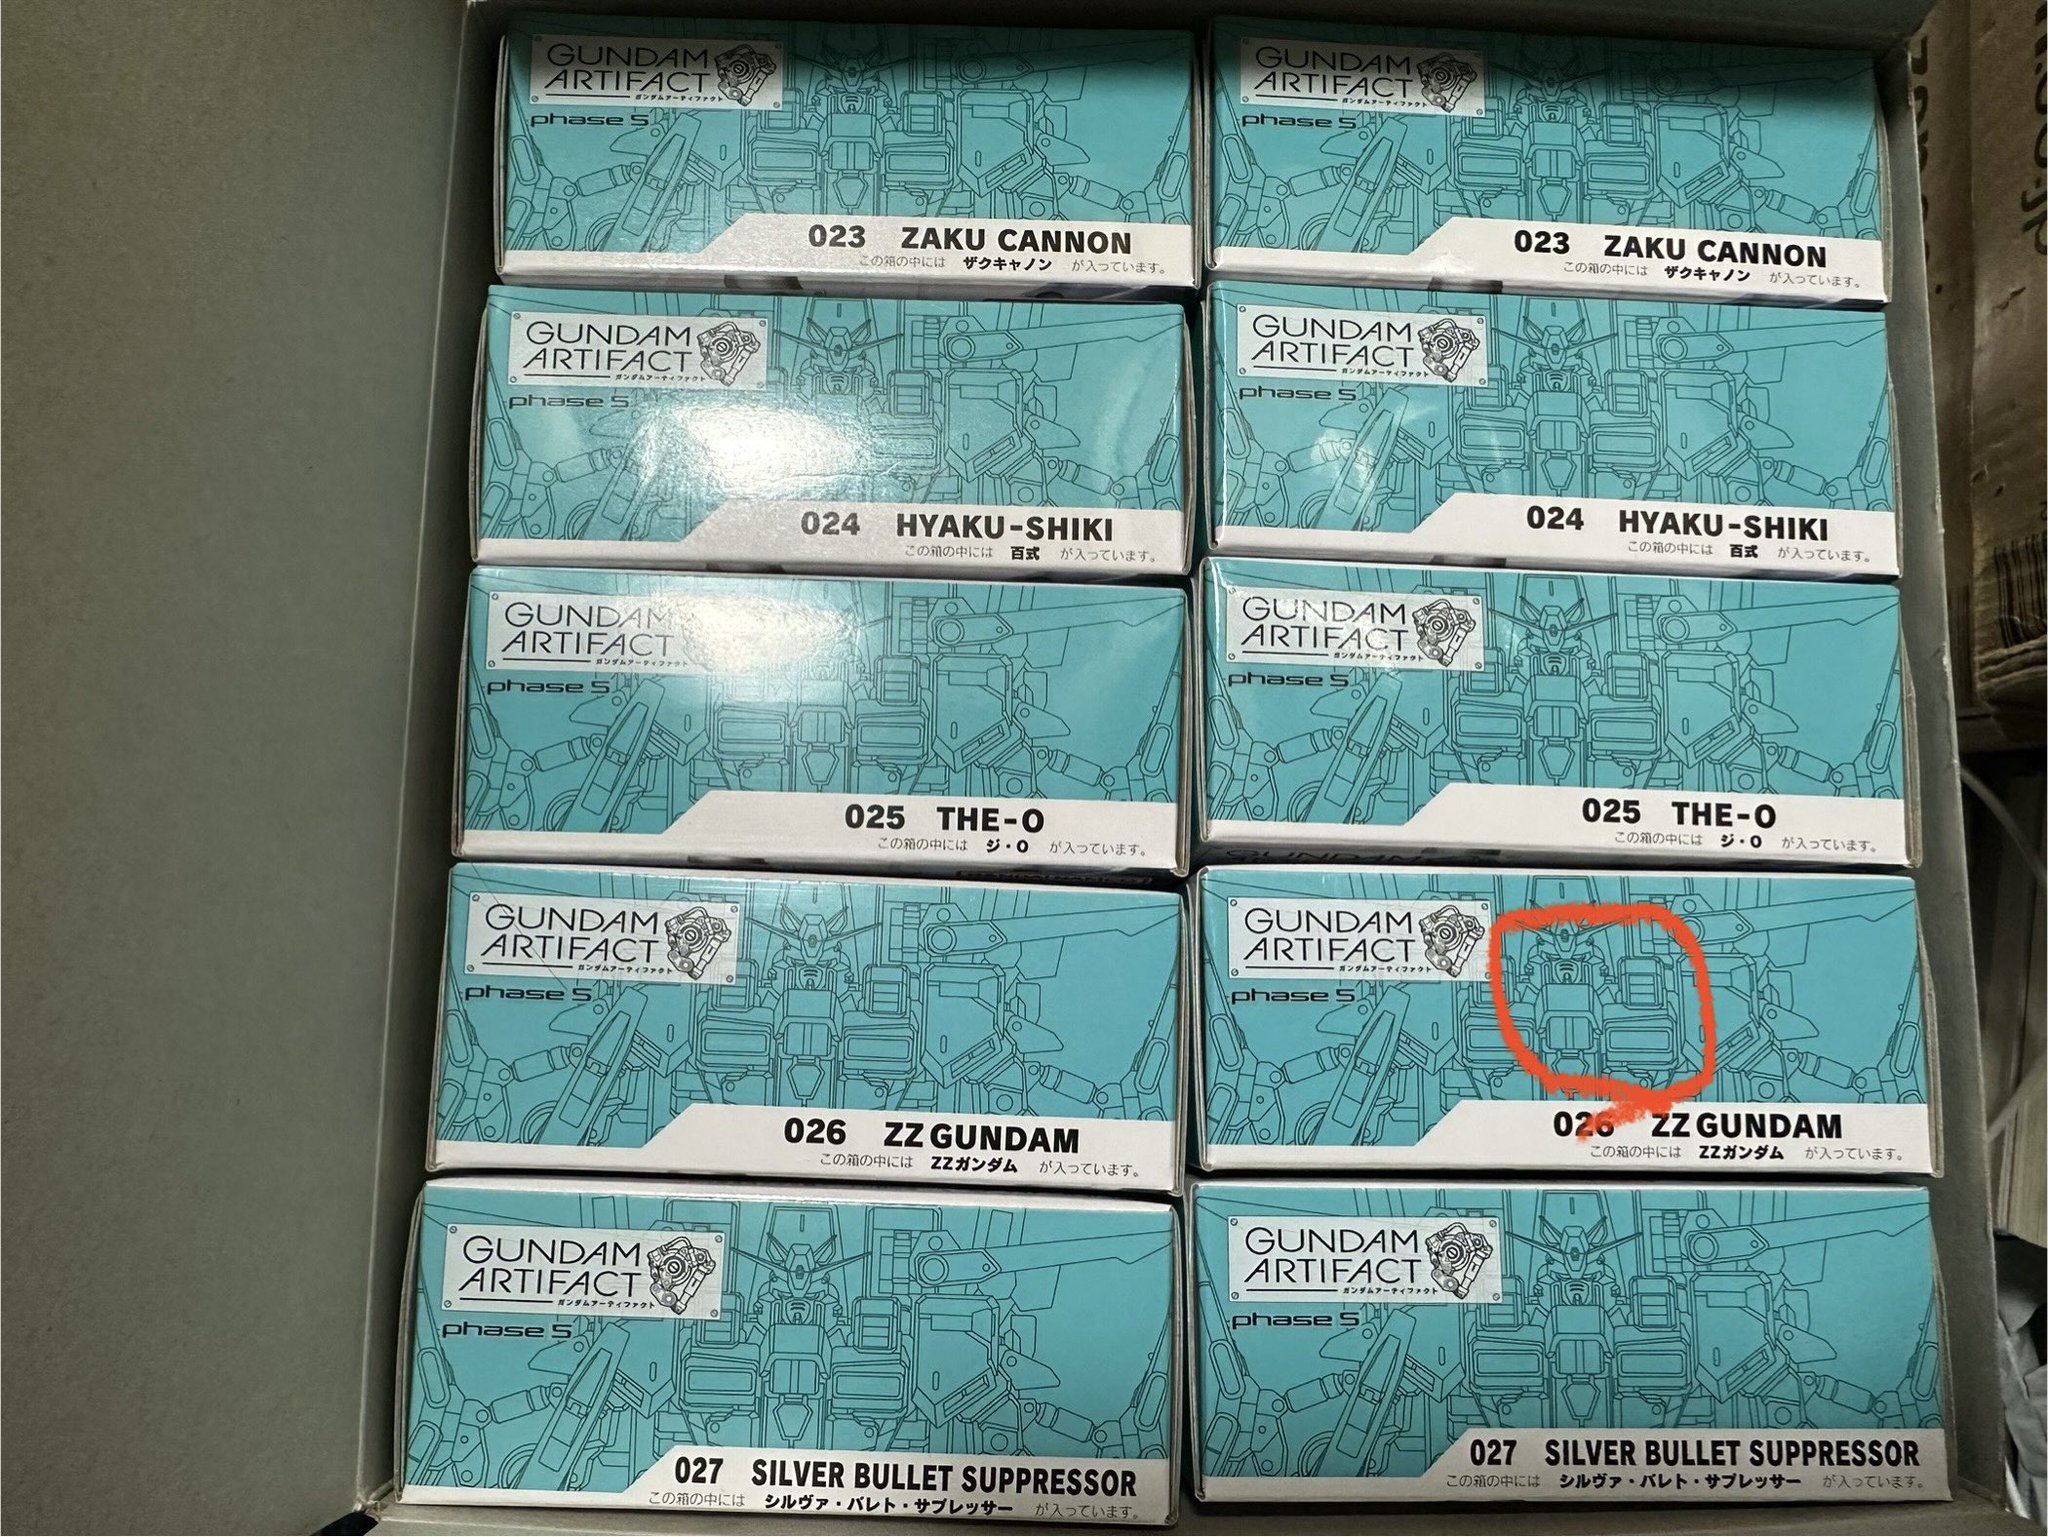 GUNDAM
ARTIFACT
ガンダムアーティファクト
phase 5
023 ZAKU CANNON
この箱の中には ザクキャノン が入っています。
GUNDAM
ARTIFACT
ガンダムアーティファクト
phase 5
023 ZAKU CANNON
この箱の中には ザクキャノン が入っています。
GUNDAM
ARTIFACT
ガンダムアーティファクト
phase 5
024 HYAKU-SHIKI
この箱の中には 百式 が入っています。
GUNDAM
ARTIFACT
ガンダムアーティファクト
phase 5
024 HYAKU-SHIKI
この箱の中には 百式 が入っています。
GUNDAM
ARTIFACT
ガンダムアーティファクト
phase 5
025 THE-O
この箱の中には ジ・O が入っています。
GUNDAM
ARTIFACT
ガンダムアーティファクト
phase 5
025 THE-O
この箱の中には ジ・O が入っています。
GUNDAM
ARTIFACT
ガンダムアーティファクト
phase 5
026 ZZ GUNDAM
この箱の中には ZZガンダム が入っています。
GUNDAM
ARTIFACT
ガンダムアーティファクト
phase 5
026 ZZ GUNDAM
この箱の中には ZZガンダム が入っています。
GUNDAM
ARTIFACT
ガンダムアーティファクト
phase 5
027 SILVER BULLET SUPPRESSOR
この箱の中には シルヴァ・バレト・サプレッサー が入っています。
GUNDAM
ARTIFACT
ガンダムアーティファクト
phase 5
027 SILVER BULLET SUPPRESSOR
この箱の中には シルヴァ・バレト・サプレッサー が入っています。